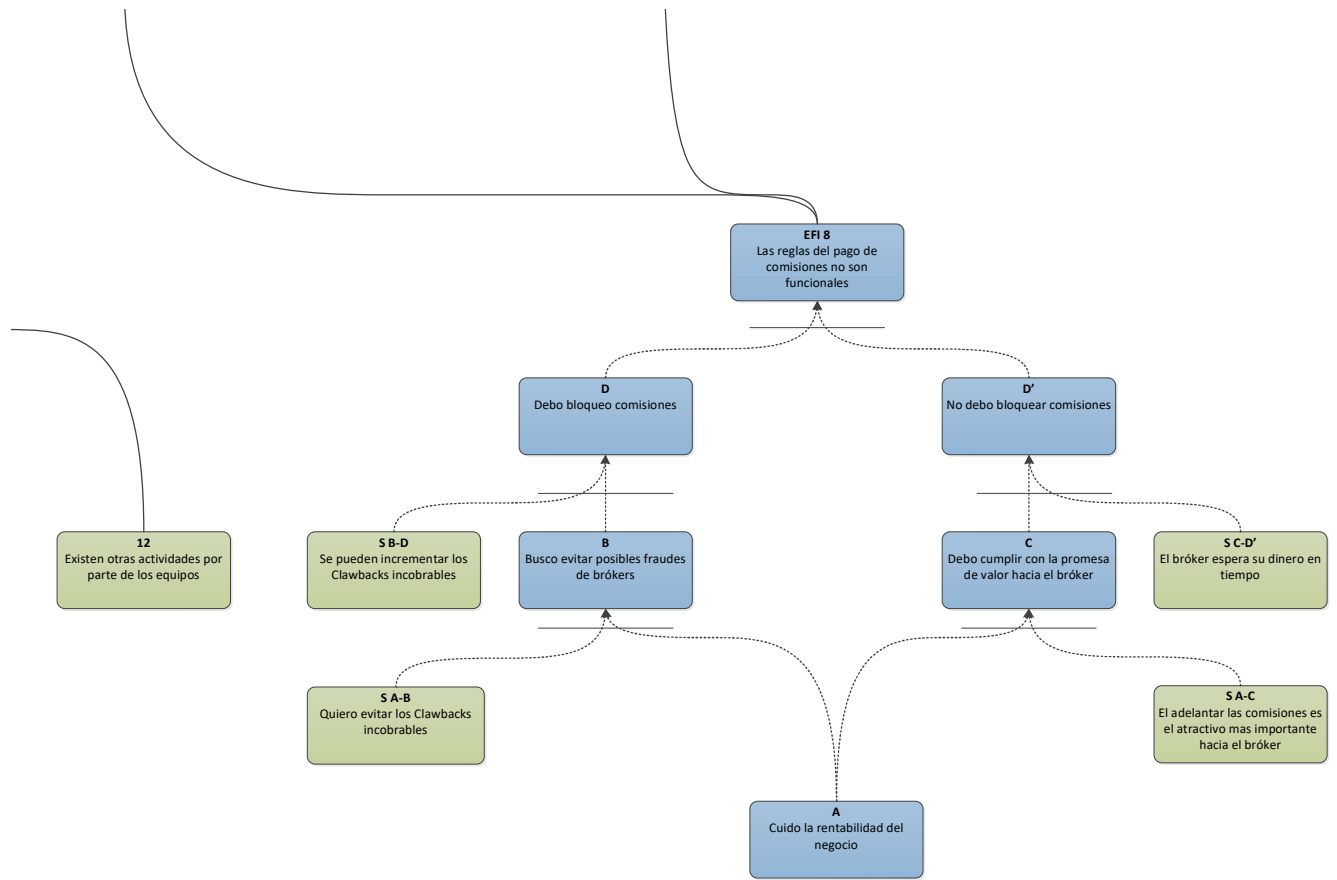 EFI 8
Las reglas del pago de
comisiones no son
funcionales
D
Debo bloqueo comisiones
D’
No debo bloquear comisiones
12
Existen otras actividades por
parte de los equipos
S B-D
Se pueden incrementar los
Clawbacks incobrables
B
Busco evitar posibles fraudes
de brókers
C
Debo cumplir con la promesa
de valor hacia el bróker
S C-D’
El bróker espera su dinero en
tiempo
S A-B
Quiero evitar los Clawbacks
incobrables
S A-C
El adelantar las comisiones es
el atractivo mas importante
hacia el bróker
A
Cuido la rentabilidad del
negocio